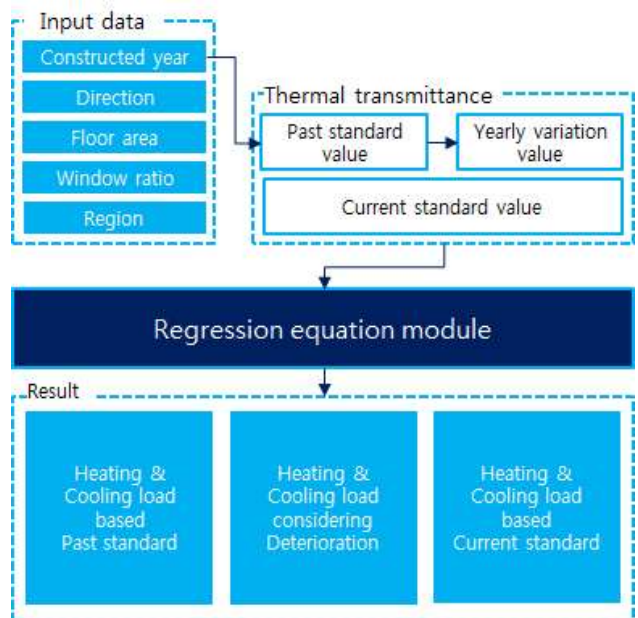 Input data
Constructed year
Direction
Floor area
Window ratio
Region
Thermal transmittance
Past standard
value
Yearly variation
value
Current standard value
Regression equation module
Result
Heating &
Cooling load
based
Past standard
Heating &
Cooling load
considering
Deterioration
Heating &
Cooling load
based
Current standard